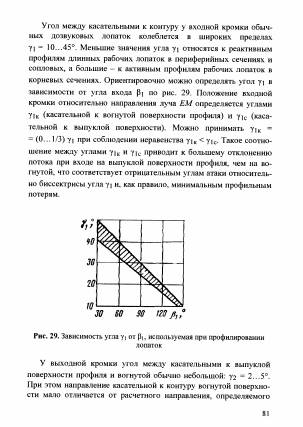 Угол между касательными к контуру у входной кромки обыч-
ных дозвуковых лопаток колеблется в широких пределах
γ₁ = 10...45°. Меньшие значения угла γ₁ относятся к реактивным
профилям длинных рабочих лопаток в периферийных сечениях и
сопловых, а большие – к активным профилям рабочих лопаток в
корневых сечениях. Ориентировочно можно определять угол γ₁ в
зависимости от угла входа β₁ по рис. 29. Положение входной
кромки относительно направления луча ЕМ определяется углами
γ₁к (касательной к вогнутой поверхности профиля) и γ₁с (каса-
тельной к выпуклой поверхности). Можно принимать γ₁к =
= (0...1/3) γ₁ при соблюдении неравенства γ₁к < γ₁с. Такое соотно-
шение между углами γ₁к и γ₁с приводит к большему отклонению
потока при входе на выпуклой поверхности профиля, чем на во-
гнутой, что соответствует отрицательным углам атаки относитель-
но биссектрисы угла γ₁ и, как правило, минимальным профильным
потерям.
γ₁,°
40
30
20
10
30 60 90 120 β₁,°
Рис. 29. Зависимость угла γ₁ от β₁, используемая при профилировании
лопаток
У выходной кромки угол между касательными к выпуклой
поверхности профиля и вогнутой обычно небольшой: γ₂ = 2...5°.
При этом направление касательной к контуру вогнутой поверхно-
сти мало отличается от расчетного направления, определяемого
81